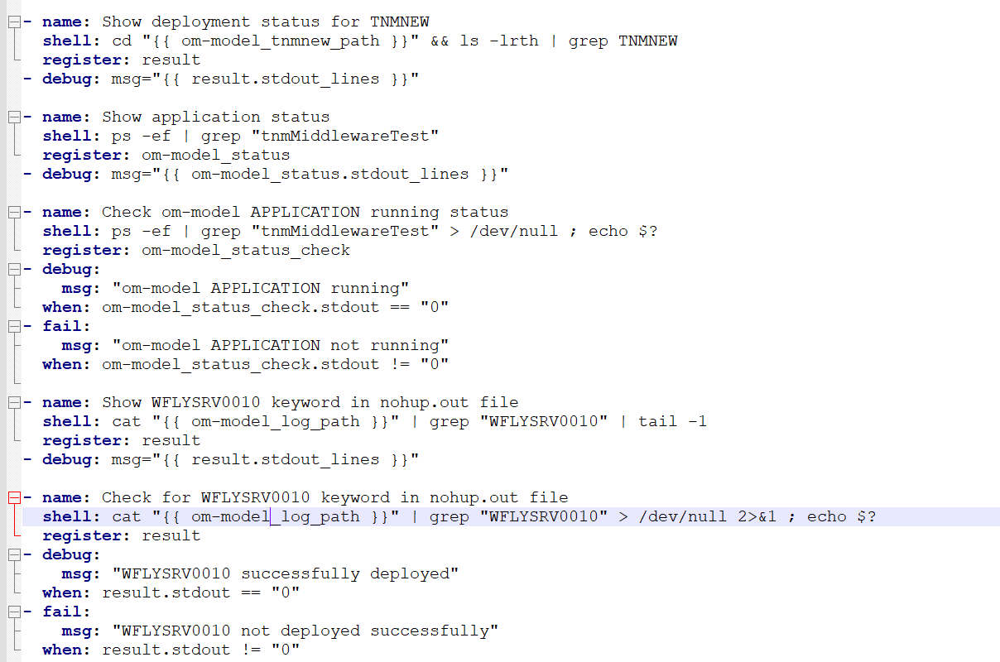 - name: Show deployment status for TNMNEW
  shell: cd "{{ om-model_tnmnew_path }}" && ls -lrth | grep TNMNEW
  register: result
- debug: msg="{{ result.stdout_lines }}"

- name: Show application status
  shell: ps -ef | grep "tnmMiddlewareTest"
  register: om-model_status
- debug: msg="{{ om-model_status.stdout_lines }}"

- name: Check om-model APPLICATION running status
  shell: ps -ef | grep "tnmMiddlewareTest" > /dev/null ; echo $?
  register: om-model_status_check
- debug:
    msg: "om-model APPLICATION running"
  when: om-model_status_check.stdout == "0"
- fail:
    msg: "om-model APPLICATION not running"
  when: om-model_status_check.stdout != "0"

- name: Show WFLYSRV0010 keyword in nohup.out file
  shell: cat "{{ om-model_log_path }}" | grep "WFLYSRV0010" | tail -1
  register: result
- debug: msg="{{ result.stdout_lines }}"

- name: Check for WFLYSRV0010 keyword in nohup.out file
  shell: cat "{{ om-model_log_path }}" | grep "WFLYSRV0010" > /dev/null 2>&1 ; echo $?
  register: result
- debug:
    msg: "WFLYSRV0010 successfully deployed"
  when: result.stdout == "0"
- fail:
    msg: "WFLYSRV0010 not deployed successfully"
  when: result.stdout != "0"